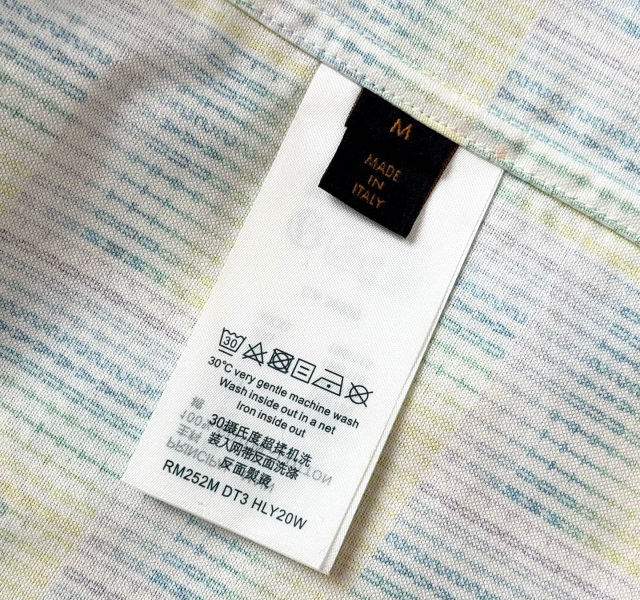 M
MADE
IN
ITALY
30
30°C very gentle machine wash
Wash inside out in a net
Iron inside out
30摄氏度超柔机洗
装入网带反面洗涤
反面熨烫
RM252M DT3 HLY20W